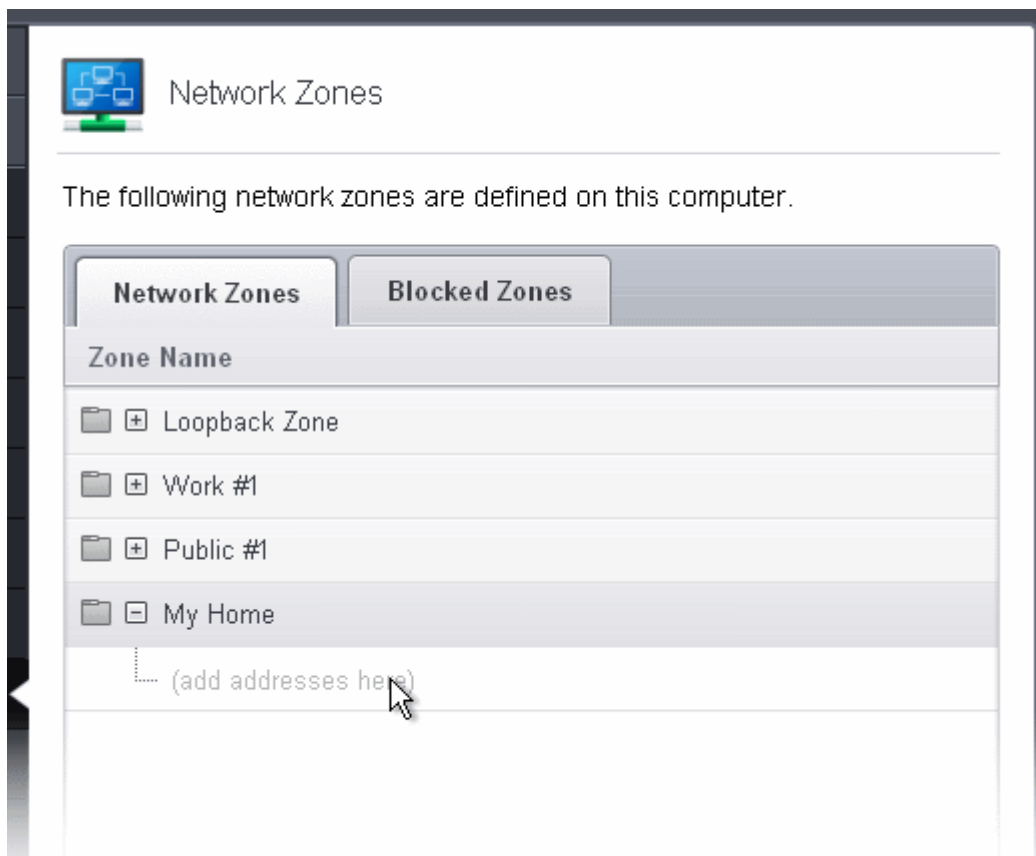 Network Zones
The following network zones are defined on this computer.
Network Zones
Blocked Zones
Zone Name
Loopback Zone
Work #1
Public #1
My Home
(add addresses here)